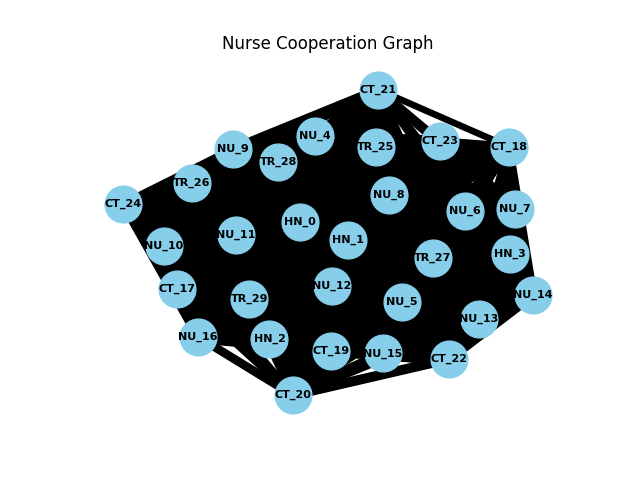 Nurse Cooperation Graph
CT_21
NU_4
CT_23
NU_9
TR_28
TR_25
CT_18
TR_26
NU_8
CT_24
NU_6
NU_7
HN_0
NU_11
HN_1
NU_10
TR_27
HN_3
CT_17
NU_12
TR_29
NU_5
NU_14
NU_13
NU_16
HN_2
CT_19
NU_15
CT_22
CT_20